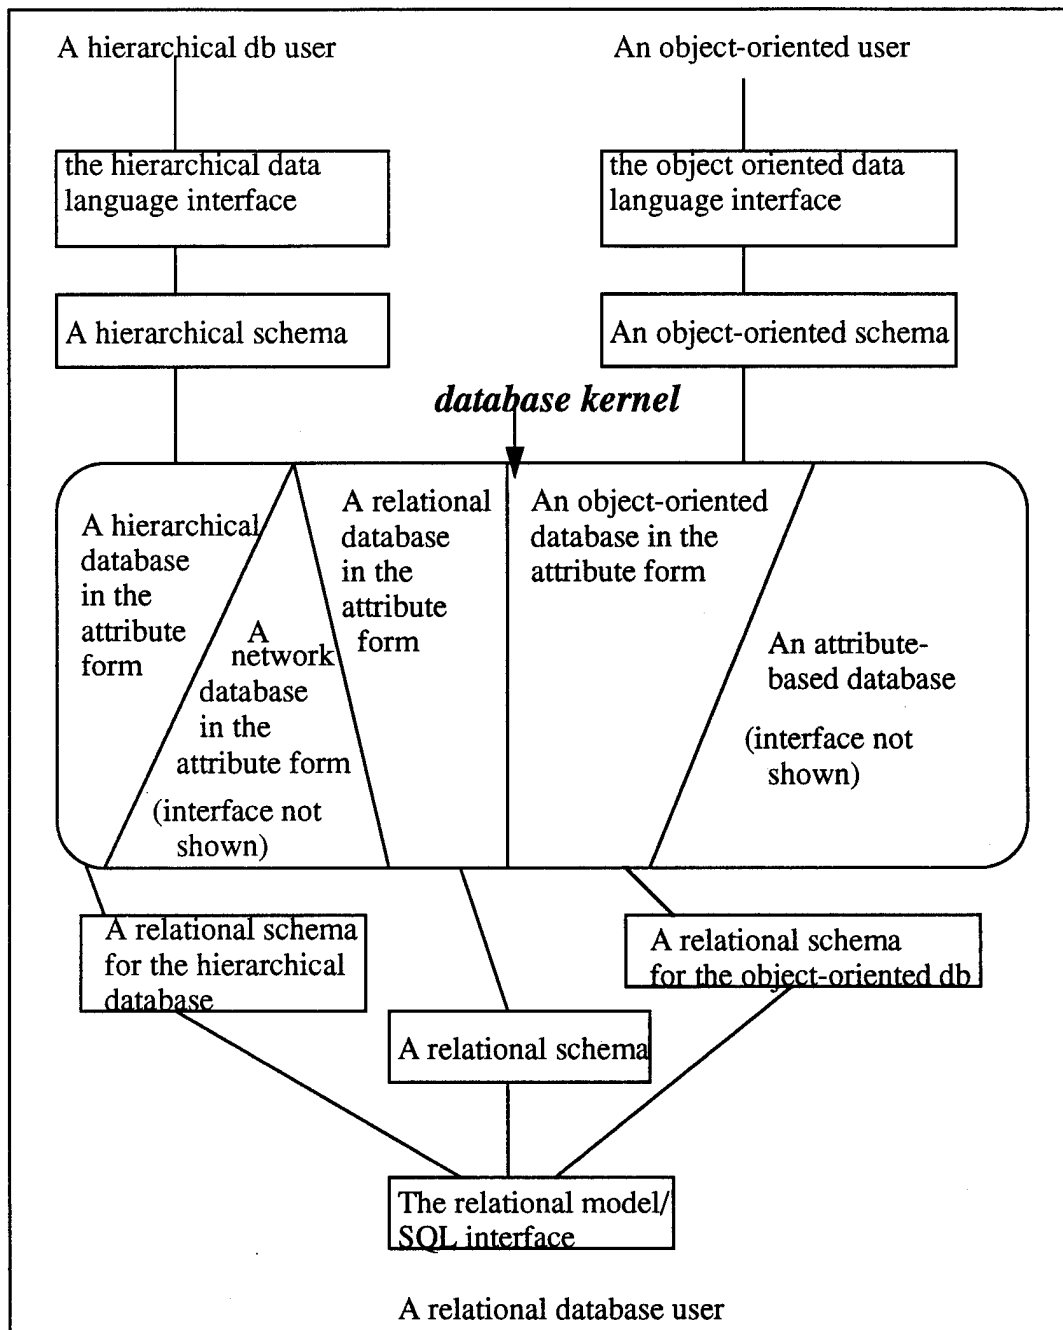 A hierarchical db user
An object-oriented user
the hierarchical data
language interface
the object oriented data
language interface
A hierarchical schema
An object-oriented schema
database kernel
A hierarchical
database
in the
attribute
form
A
network
database
in the
attribute form
(interface not
shown)
A relational
database
in the
attribute
form
An object-oriented
database in the
attribute form
An attribute-
based database
(interface not
shown)
A relational schema
for the hierarchical
database
A relational schema
for the object-oriented db
A relational schema
The relational model/
SQL interface
A relational database user